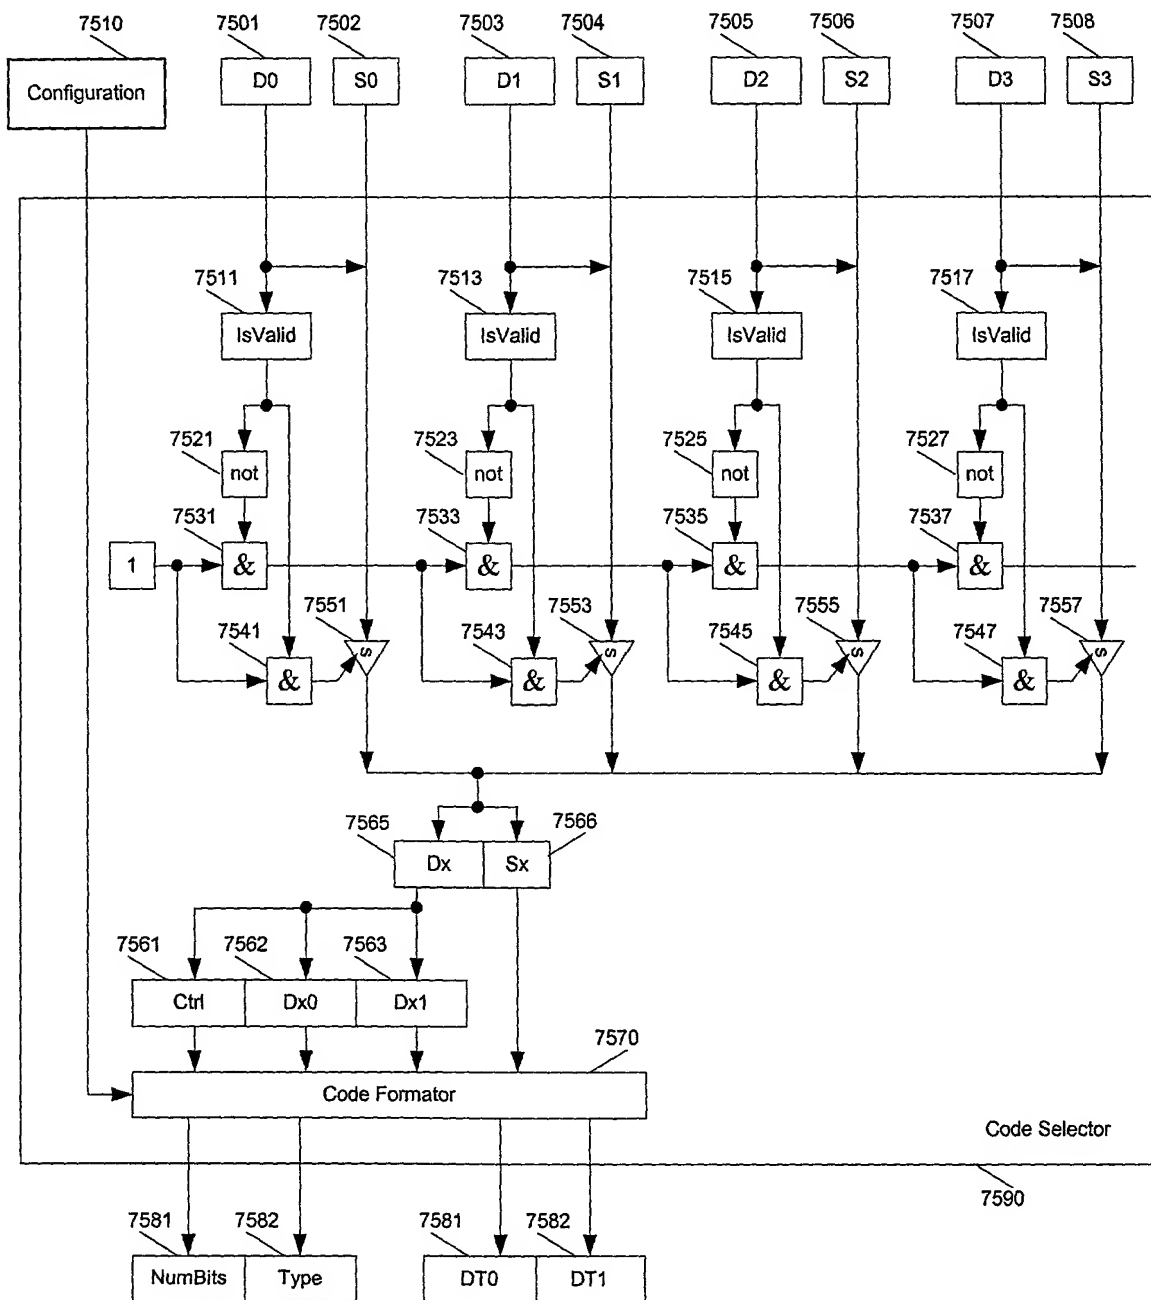 7510 7501 7502 7503 7504 7505 7506 7507 7508
Configuration D0 S0 D1 S1 D2 S2 D3 S3
7511 7513 7515 7517
IsValid IsValid IsValid IsValid
7521 7523 7525 7527
not not not not
7531 7533 7535 7537
1 & & & &
7551 7553 7555 7557
7541 7543 7545 7547
& s & s & s & s
7565 7566
Dx Sx
7561 7562 7563
Ctrl Dx0 Dx1
7570
Code Formator
Code Selector
7590
7581 7582 7581 7582
NumBits Type DT0 DT1